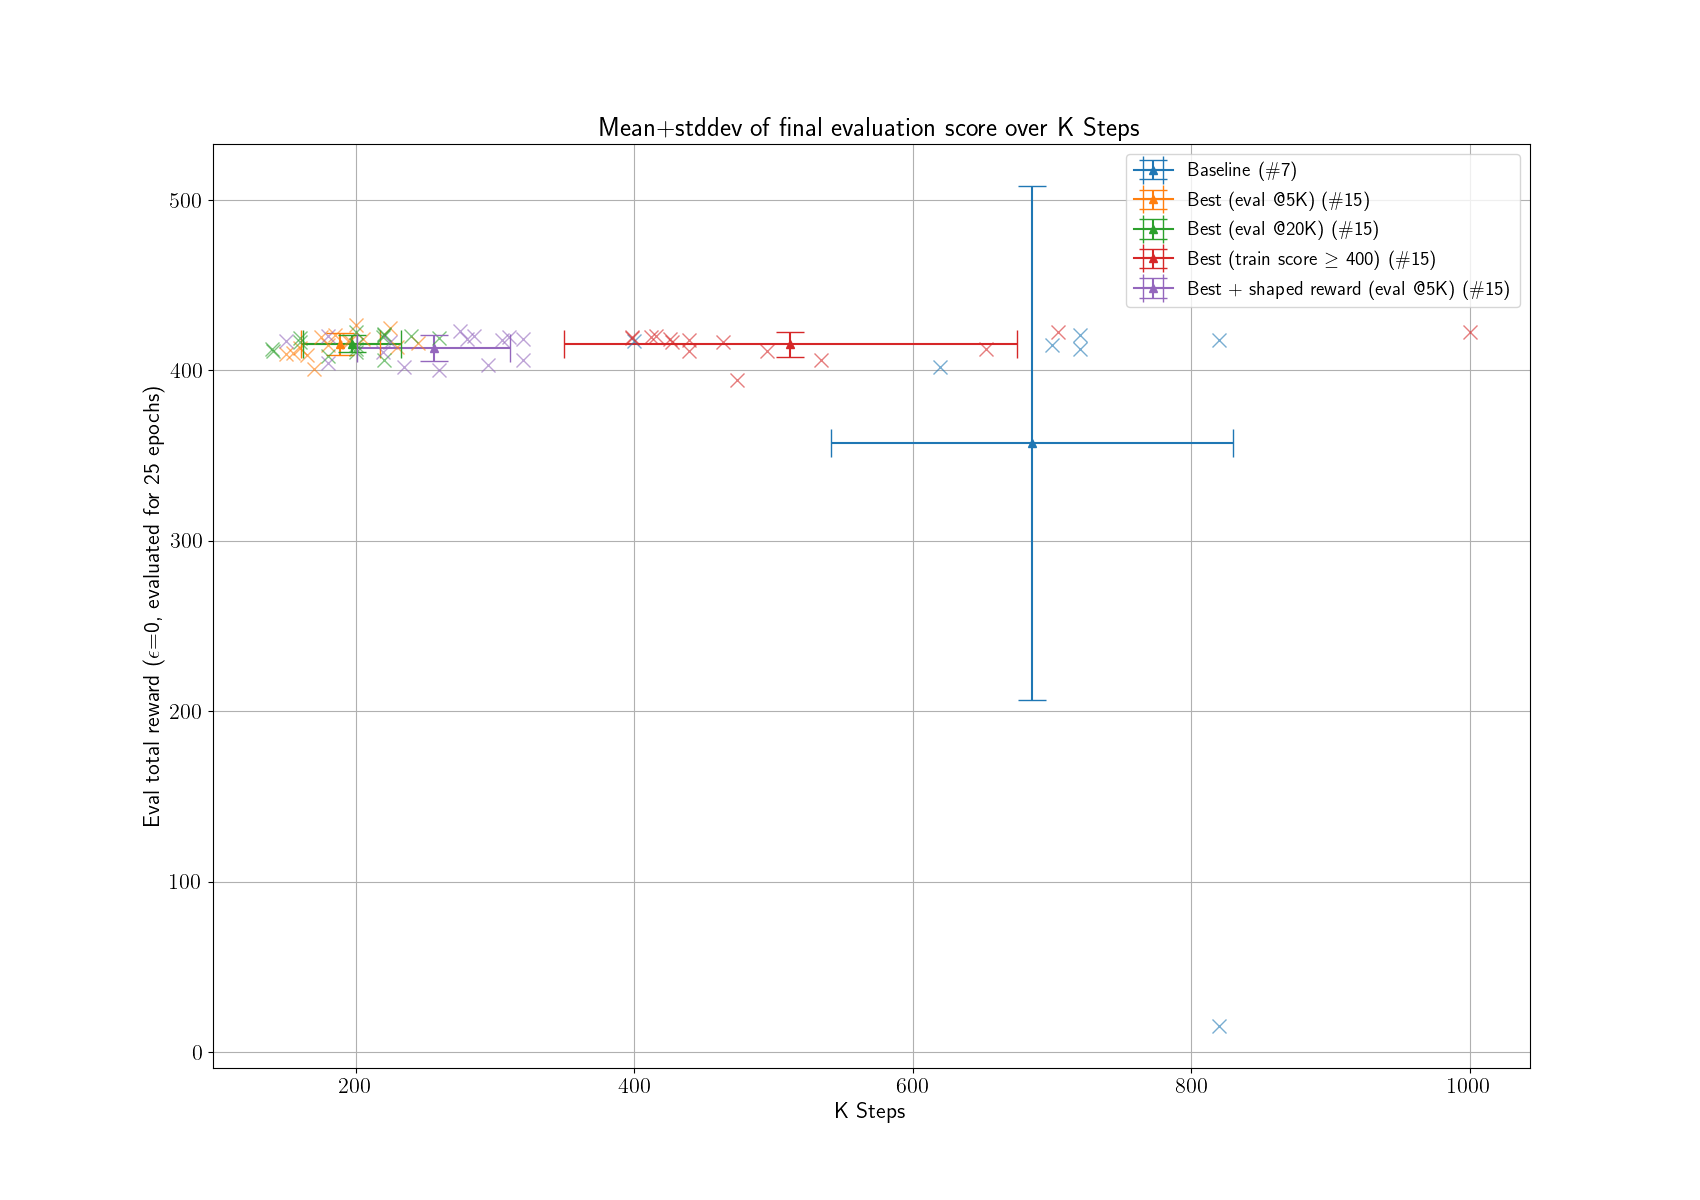 Mean+stddev of final evaluation score over K Steps
Baseline (#7)
Best (eval @5K) (#15)
Best (eval @20K) (#15)
Best (train score ≥ 400) (#15)
Best + shaped reward (eval @5K) (#15)
Eval total reward (ϵ=0, evaluated for 25 epochs)
500
400
300
200
100
0
200 400 600 800 1000
K Steps